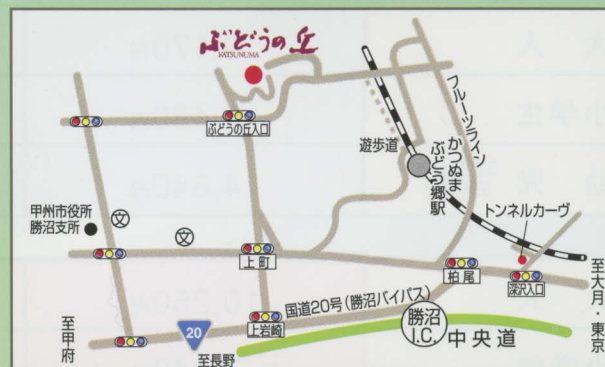 ぶどうの丘
KATSUNUMA
ぶどうの丘入口
遊歩道
フルーツライン
かつぬま
ぶどう郷駅
トンネルカーヴ
甲州市役所
勝沼支所
文
文
上町
柏尾
深沢入口
至大月・東京
国道20号(勝沼バイパス)
上岩崎
勝沼
I.C.
中央道
20
至甲府
至長野